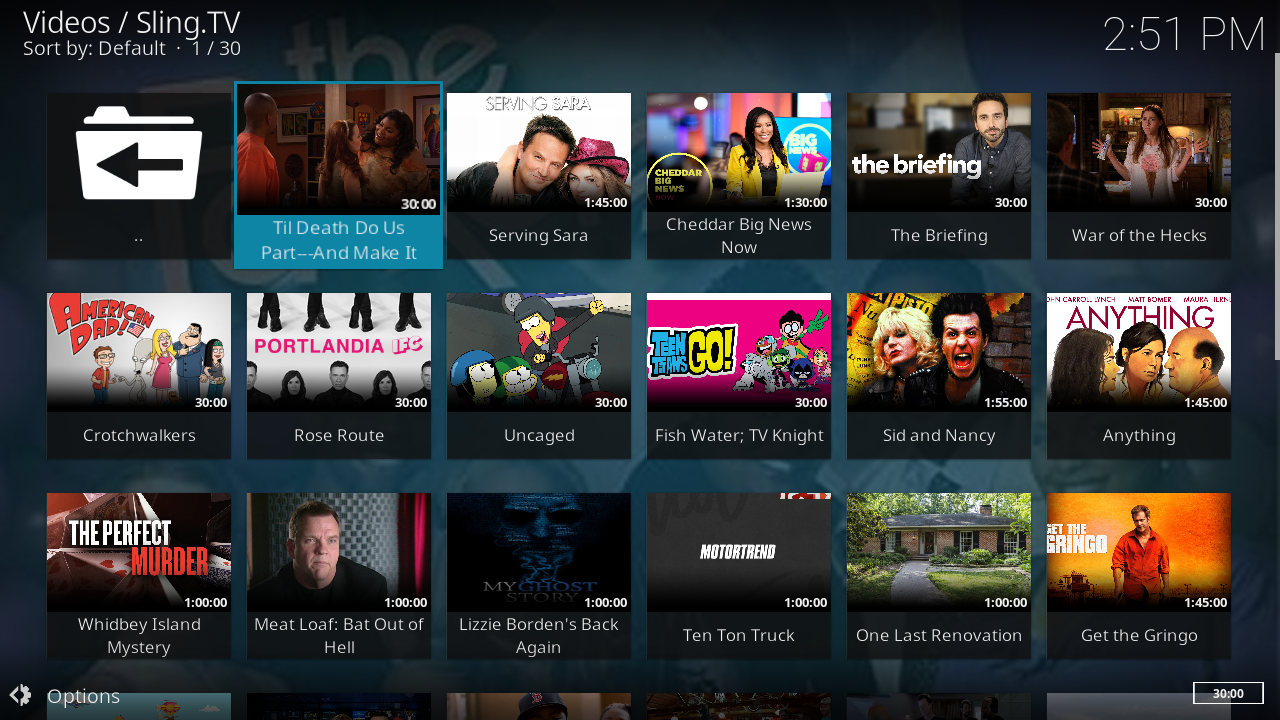 Videos / Sling.TV
Sort by: Default · 1 / 30
2:51 PM
..
30:00
Til Death Do Us
Part---And Make It
SERVING SARA
1:45:00
Serving Sara
CHEDDAR
BIG
NEWS
NOW
BIG
NEWS
1:30:00
Cheddar Big News
Now
the briefing
30:00
The Briefing
30:00
War of the Hecks
AMERICAN
DAD!
30:00
Crotchwalkers
PORTLANDIA IFC
30:00
Rose Route
30:00
Uncaged
TEEN
TITANS
GO!
30:00
Fish Water; TV Knight
1:55:00
Sid and Nancy
OHN CARROLL LYNCH MATT BOMER MAURA TIERN
ANYTHING
1:45:00
Anything
THE PERFECT
MURDER
1:00:00
Whidbey Island
Mystery
1:00:00
Meat Loaf: Bat Out of
Hell
MY GHOST
STORY
1:00:00
Lizzie Borden's Back
Again
MOTORTREND
1:00:00
Ten Ton Truck
1:00:00
One Last Renovation
GET THE
GRINGO
1:45:00
Get the Gringo
Options
30:00